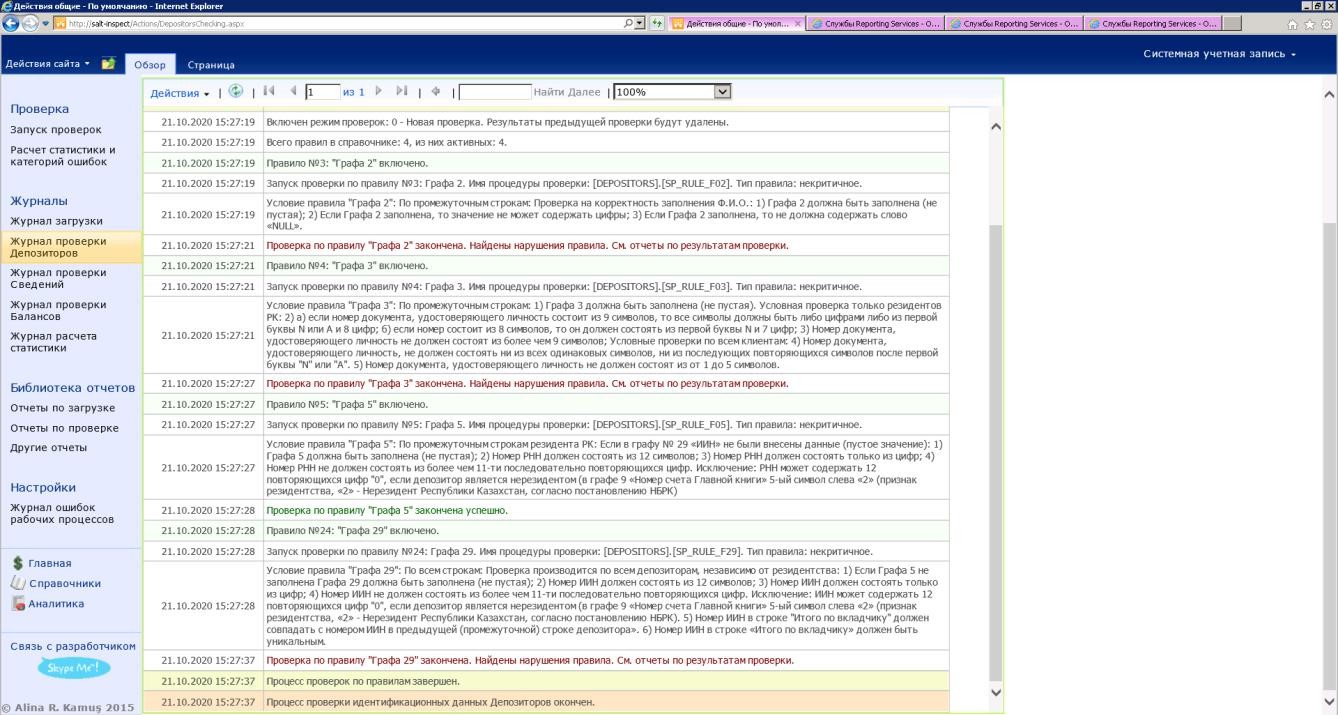 Действия общие - По умолчанию - Internet Explorer
http://salt-inspect/Actions/DepositorsChecking.aspx
Действия общие - По умол...
Службы Reporting Services - O...
Службы Reporting Services - O...
Службы Reporting Services - O...
Системная учетная запись
Действия сайта
Обзор
Страница
Проверка
Запуск проверок
Расчет статистики и
категорий ошибок
Журналы
Журнал загрузки
Журнал проверки
Депозиторов
Журнал проверки
Сведений
Журнал проверки
Балансов
Журнал расчета
статистики
Библиотека отчетов
Отчеты по загрузке
Отчеты по проверке
Другие отчеты
Настройки
Журнал ошибок
рабочих процессов
Главная
Справочники
Аналитика
Связь с разработчиком
Skype Me™!
© Alina R. Kamuş 2015
Действия | | 1 из 1 | | Найти Далее | 100%
21.10.2020 15:27:19 Включен режим проверок: 0 - Новая проверка. Результаты предыдущей проверки будут удалены.
21.10.2020 15:27:19 Всего правил в справочнике: 4, из них активных: 4.
21.10.2020 15:27:19 Правило №3: "Графа 2" включено.
21.10.2020 15:27:19 Запуск проверки по правилу №3: Графа 2. Имя процедуры проверки: [DEPOSITORS].[SP_RULE_F02]. Тип правила: некритичное.
21.10.2020 15:27:19 Условие правила "Графа 2": По промежуточным строкам: Проверка на корректность заполнения Ф.И.О.: 1) Графа 2 должна быть заполнена (не
пустая); 2) Если Графа 2 заполнена, то значение не может содержать цифры; 3) Если Графа 2 заполнена, то не должна содержать слово
«NULL».
21.10.2020 15:27:21 Проверка по правилу "Графа 2" закончена. Найдены нарушения правила. См. отчеты по результатам проверки.
21.10.2020 15:27:21 Правило №4: "Графа 3" включено.
21.10.2020 15:27:21 Запуск проверки по правилу №4: Графа 3. Имя процедуры проверки: [DEPOSITORS].[SP_RULE_F03]. Тип правила: некритичное.
21.10.2020 15:27:21 Условие правила "Графа 3": По промежуточным строкам: 1) Графа 3 должна быть заполнена (не пустая). Условная проверка только резидентов
РК: 2) а) если номер документа, удостоверяющего личность состоит из 9 символов, то все символы должны быть либо цифрами либо из первой
буквы N или A и 8 цифр; б) если номер состоит из 8 символов, то он должен состоять из первой буквы N и 7 цифр; 3) Номер документа,
удостоверяющего личность не должен состоят из более чем 9 символов; Условные проверки по всем клиентам: 4) Номер документа,
удостоверяющего личность, не должен состоять ни из всех одинаковых символов, ни из последующих повторяющихся символов после первой
буквы "N" или "A". 5) Номер документа, удостоверяющего личность не должен состоят из от 1 до 5 символов.
21.10.2020 15:27:27 Проверка по правилу "Графа 3" закончена. Найдены нарушения правила. См. отчеты по результатам проверки.
21.10.2020 15:27:27 Правило №5: "Графа 5" включено.
21.10.2020 15:27:27 Запуск проверки по правилу №5: Графа 5. Имя процедуры проверки: [DEPOSITORS].[SP_RULE_F05]. Тип правила: некритичное.
21.10.2020 15:27:27 Условие правила "Графа 5": По промежуточным строкам резидента РК: Если в графу № 29 «ИИН» не были внесены данные (пустое значение): 1)
Графа 5 должна быть заполнена (не пустая); 2) Номер РНН должен состоять из 12 символов; 3) Номер РНН должен состоять только из цифр; 4)
Номер РНН не должен состоять из более чем 11-ти последовательно повторяющихся цифр. Исключение: РНН может содержать 12
повторяющихся цифр "0", если депозитор является нерезидентом (в графе 9 «Номер счета Главной книги» 5-ый символ слева «2» (признак
резидентства, «2» - Нерезидент Республики Казахстан, согласно постановлению НБРК)
21.10.2020 15:27:28 Проверка по правилу "Графа 5" закончена успешно.
21.10.2020 15:27:28 Правило №24: "Графа 29" включено.
21.10.2020 15:27:28 Запуск проверки по правилу №24: Графа 29. Имя процедуры проверки: [DEPOSITORS].[SP_RULE_F29]. Тип правила: некритичное.
21.10.2020 15:27:28 Условие правила "Графа 29": По всем строкам: Проверка производится по всем депозиторам, независимо от резидентства: 1) Если Графа 5 не
заполнена Графа 29 должна быть заполнена (не пустая); 2) Номер ИИН должен состоять из 12 символов; 3) Номер ИИН должен состоять только
из цифр; 4) Номер ИИН не должен состоять из более чем 11-ти последовательно повторяющихся цифр. Исключение: ИИН может содержать 12
повторяющихся цифр "0", если депозитор является нерезидентом (в графе 9 «Номер счета Главной книги» 5-ый символ слева «2» (признак
резидентства, «2» - Нерезидент Республики Казахстан, согласно постановлению НБРК). 5) Номер ИИН в строке "Итого по вкладчику" должен
совпадать с номером ИИН в предыдущей (промежуточной) строке депозитора». 6) Номер ИИН в строке «Итого по вкладчику» должен быть
уникальным.
21.10.2020 15:27:37 Проверка по правилу "Графа 29" закончена. Найдены нарушения правила. См. отчеты по результатам проверки.
21.10.2020 15:27:37 Процесс проверок по правилам завершен.
21.10.2020 15:27:37 Процесс проверки идентификационных данных Депозиторов окончен.